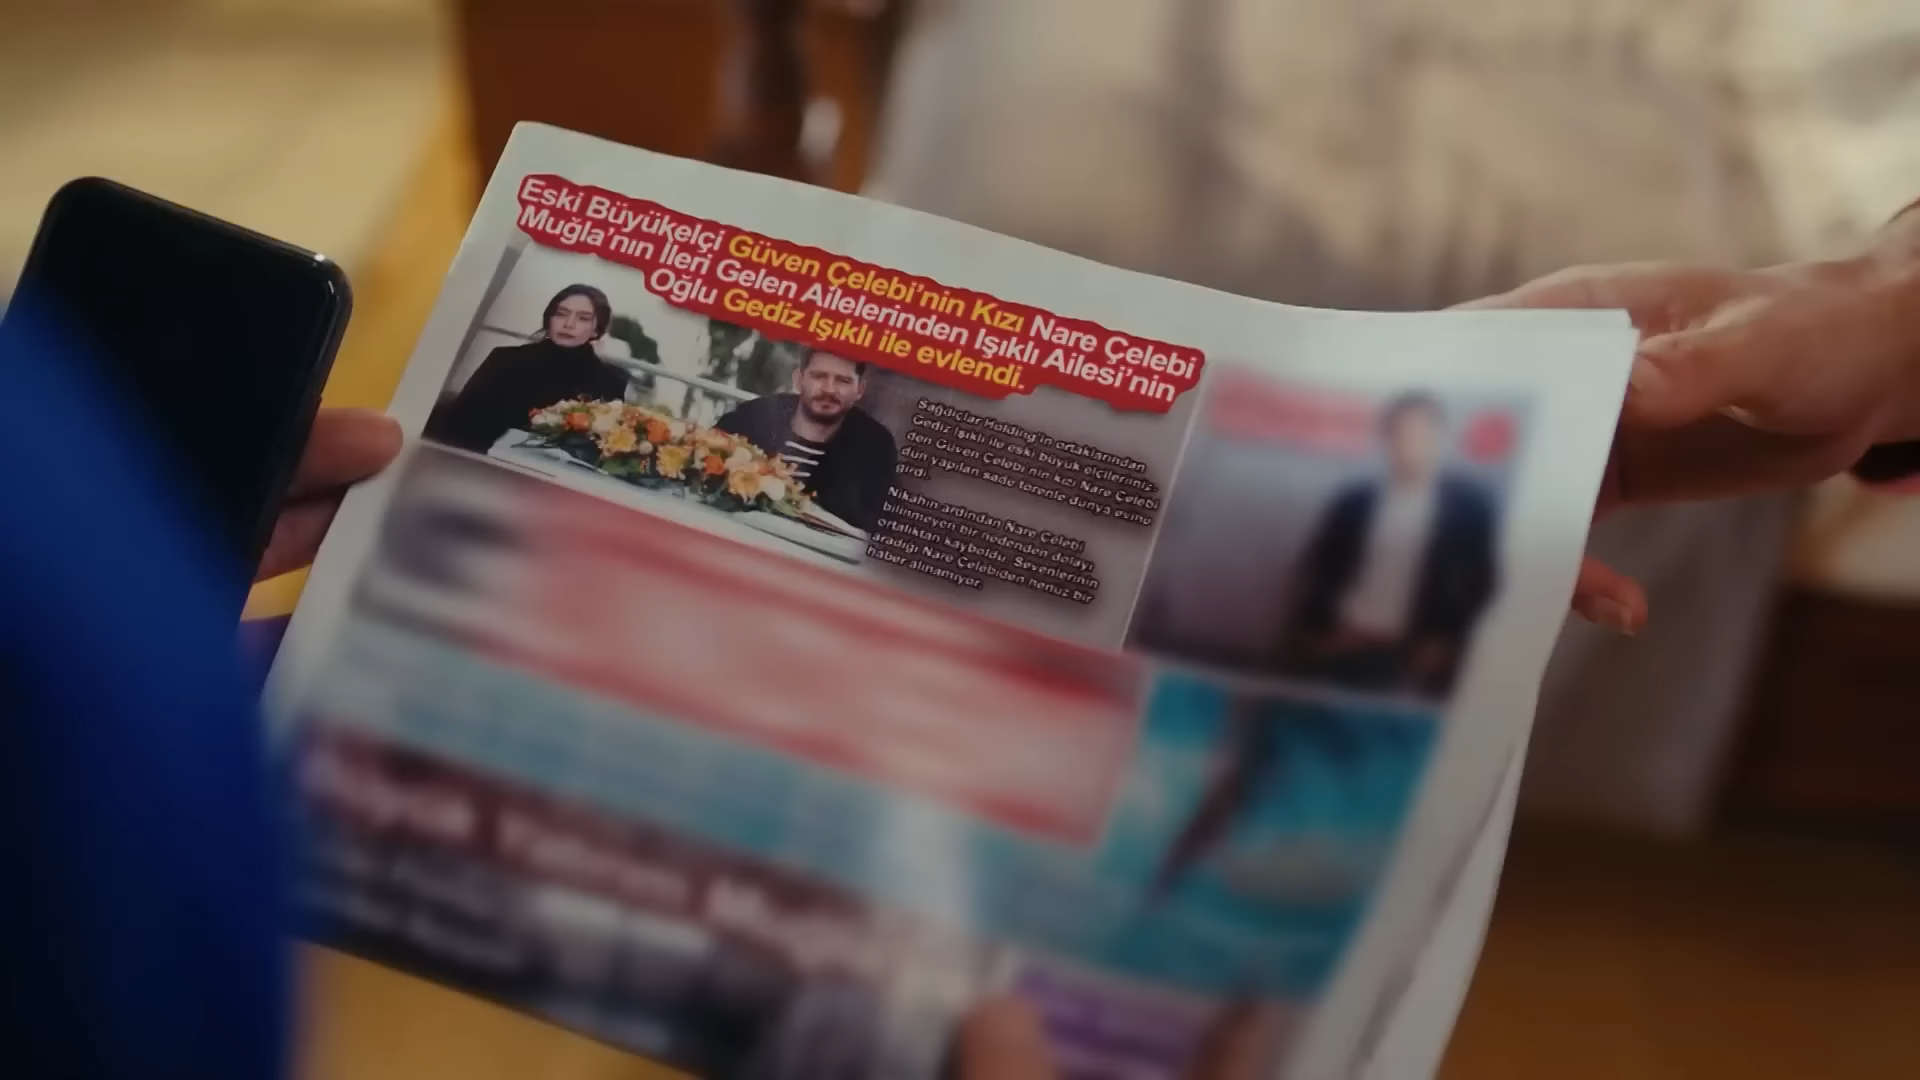 Eski Büyükelçi Güven Çelebi'nin Kızı Nare Çelebi
Muğla'nın İleri Gelen Ailelerinden Işıklı Ailesi'nin
Oğlu Gediz Işıklı ile evlendi.
Sağdıçlar Holding'in ortaklarından
Gediz Işıklı ile eski büyük elçilerimiz-
den Güven Çelebi'nin kızı Nare Çelebi
dün yapılan sade törenle dünya evine
girdi.
Nikahın ardından Nare Çelebi
bilinmeyen bir nedenden dolayı
ortalıktan kayboldu. Sevenlerinin
aradığı Nare Çelebiden henüz bir
haber alınamıyor.